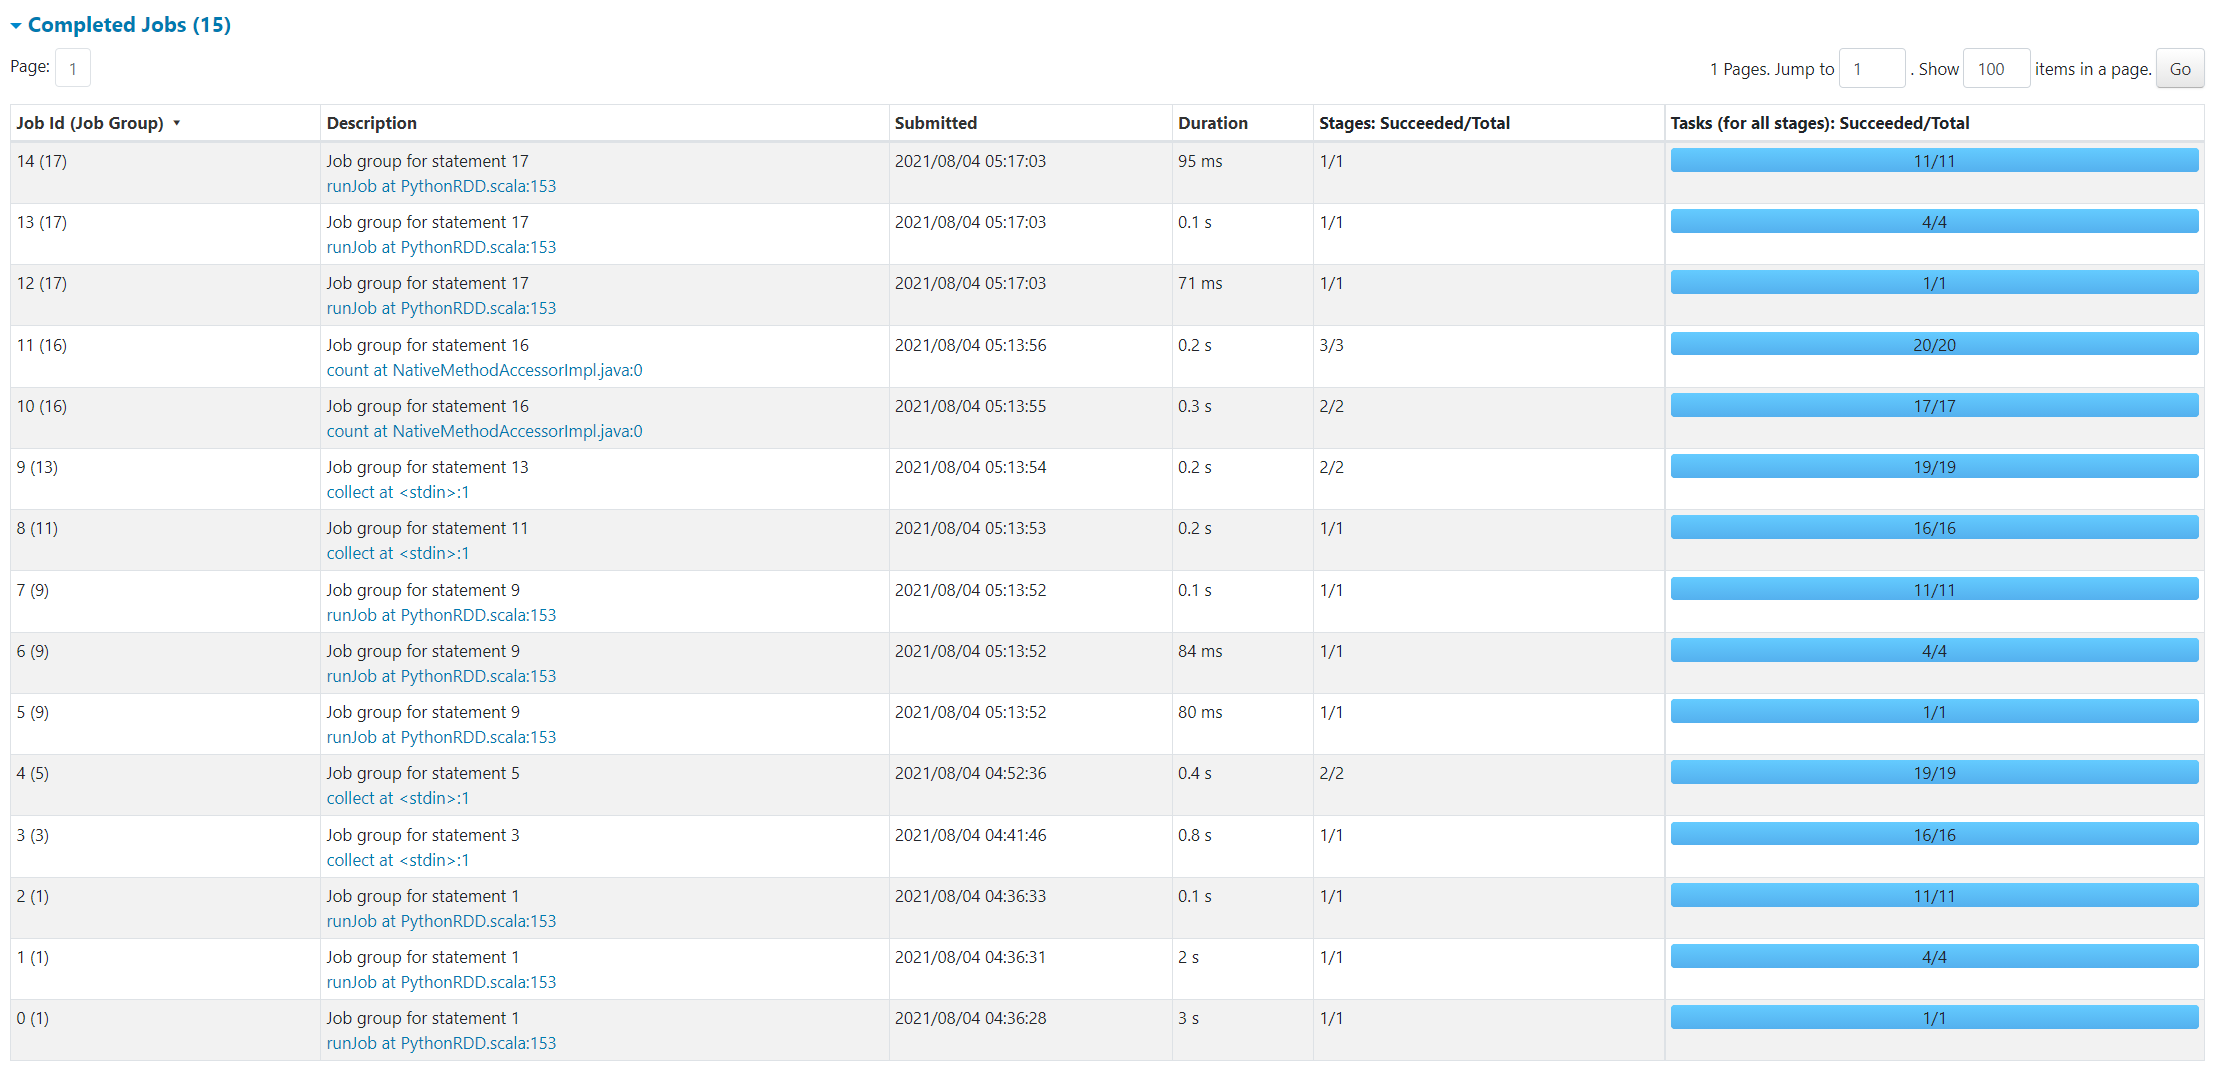 Completed Jobs (15)
Page: 1
1 Pages. Jump to 1 . Show 100 items in a page. Go
Job Id (Job Group) ▾ Description Submitted Duration Stages: Succeeded/Total Tasks (for all stages): Succeeded/Total
14 (17) Job group for statement 17 2021/08/04 05:17:03 95 ms 1/1 11/11
runJob at PythonRDD.scala:153
13 (17) Job group for statement 17 2021/08/04 05:17:03 0.1 s 1/1 4/4
runJob at PythonRDD.scala:153
12 (17) Job group for statement 17 2021/08/04 05:17:03 71 ms 1/1 1/1
runJob at PythonRDD.scala:153
11 (16) Job group for statement 16 2021/08/04 05:13:56 0.2 s 3/3 20/20
count at NativeMethodAccessorImpl.java:0
10 (16) Job group for statement 16 2021/08/04 05:13:55 0.3 s 2/2 17/17
count at NativeMethodAccessorImpl.java:0
9 (13) Job group for statement 13 2021/08/04 05:13:54 0.2 s 2/2 19/19
collect at <stdin>:1
8 (11) Job group for statement 11 2021/08/04 05:13:53 0.2 s 1/1 16/16
collect at <stdin>:1
7 (9) Job group for statement 9 2021/08/04 05:13:52 0.1 s 1/1 11/11
runJob at PythonRDD.scala:153
6 (9) Job group for statement 9 2021/08/04 05:13:52 84 ms 1/1 4/4
runJob at PythonRDD.scala:153
5 (9) Job group for statement 9 2021/08/04 05:13:52 80 ms 1/1 1/1
runJob at PythonRDD.scala:153
4 (5) Job group for statement 5 2021/08/04 04:52:36 0.4 s 2/2 19/19
collect at <stdin>:1
3 (3) Job group for statement 3 2021/08/04 04:41:46 0.8 s 1/1 16/16
collect at <stdin>:1
2 (1) Job group for statement 1 2021/08/04 04:36:33 0.1 s 1/1 11/11
runJob at PythonRDD.scala:153
1 (1) Job group for statement 1 2021/08/04 04:36:31 2 s 1/1 4/4
runJob at PythonRDD.scala:153
0 (1) Job group for statement 1 2021/08/04 04:36:28 3 s 1/1 1/1
runJob at PythonRDD.scala:153